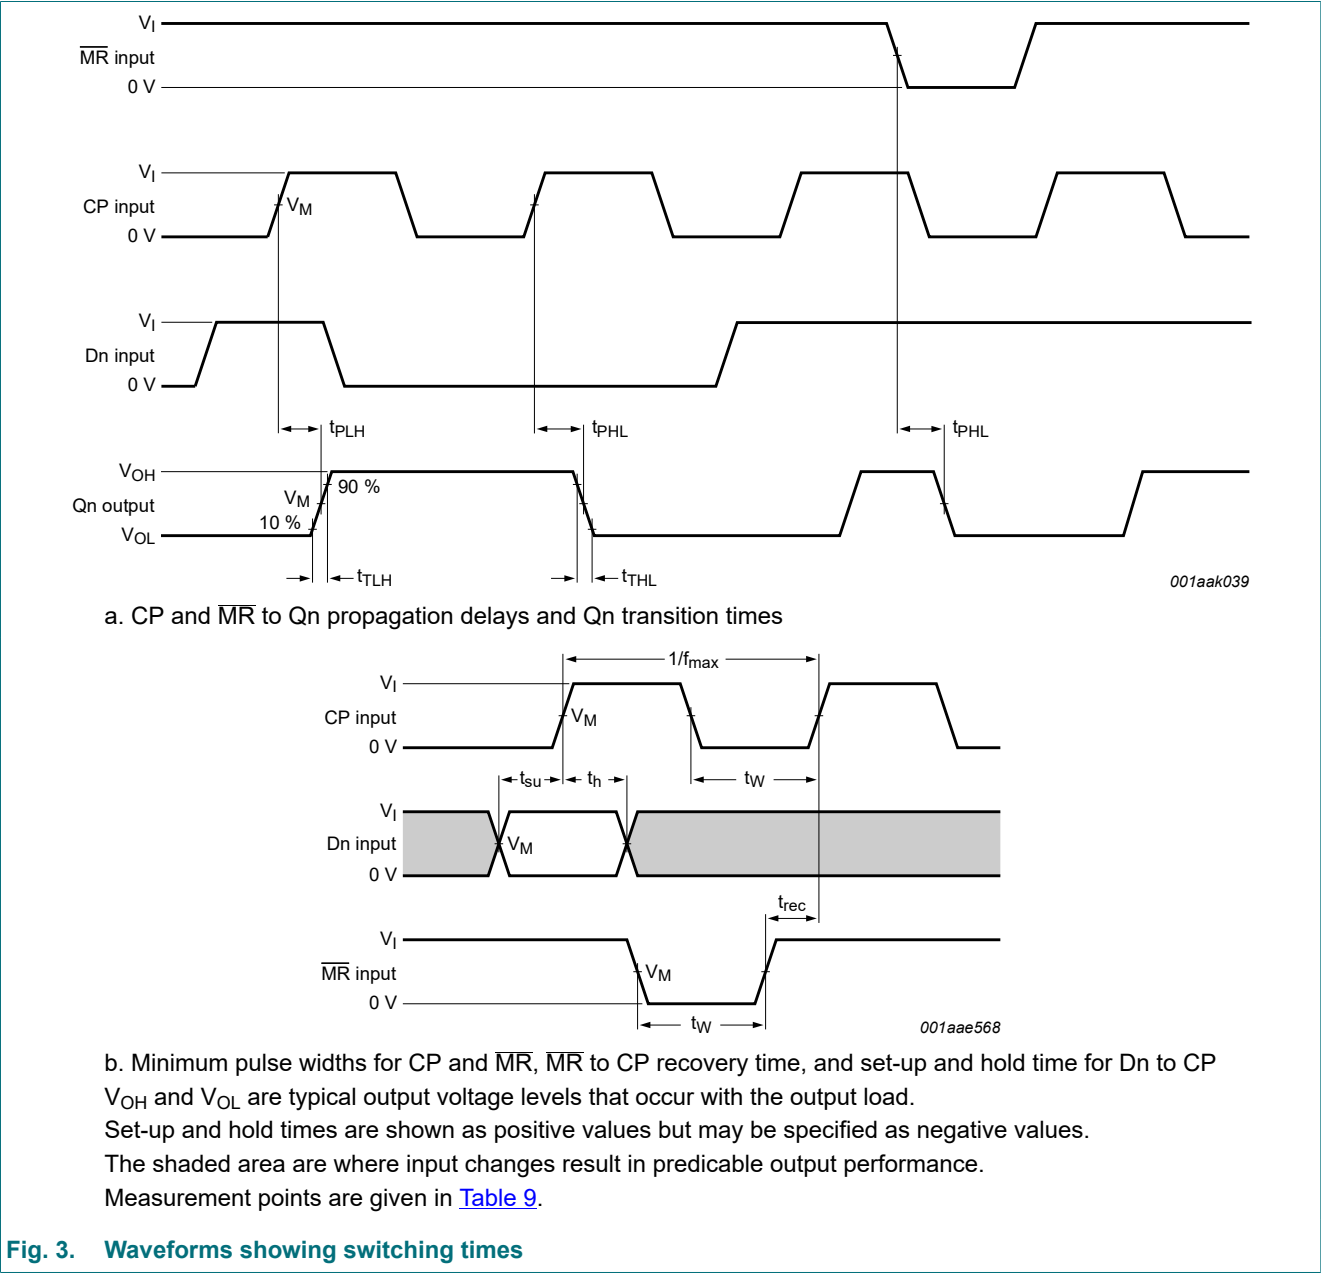 VI
MR input
0 V
VI
CP input
VM
0 V
VI
Dn input
0 V
tPLH
tPHL
tPHL
VOH
90 %
VM
Qn output
10 %
VOL
tTLH
tTHL
001aak039
a. CP and MR to Qn propagation delays and Qn transition times
1/fmax
VI
CP input
VM
0 V
tsu
th
tW
VI
Dn input
VM
0 V
trec
VI
MR input
VM
0 V
tW
001aae568
b. Minimum pulse widths for CP and MR, MR to CP recovery time, and set-up and hold time for Dn to CP
VOH and VOL are typical output voltage levels that occur with the output load.
Set-up and hold times are shown as positive values but may be specified as negative values.
The shaded area are where input changes result in predicable output performance.
Measurement points are given in Table 9.
Fig. 3. Waveforms showing switching times